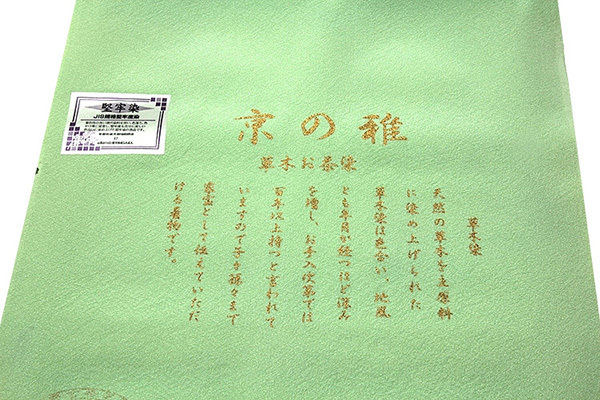 堅牢染
京の雅
草木お茶染
草木染
天然の草木を主原料
に染め上げられた
草木染は色合い、地風
とも年月が経つほど深み
を増し、お手入次第では
百年以上持つと言われて
いますので子々孫々まで
家宝として伝えていただ
ける着物です。